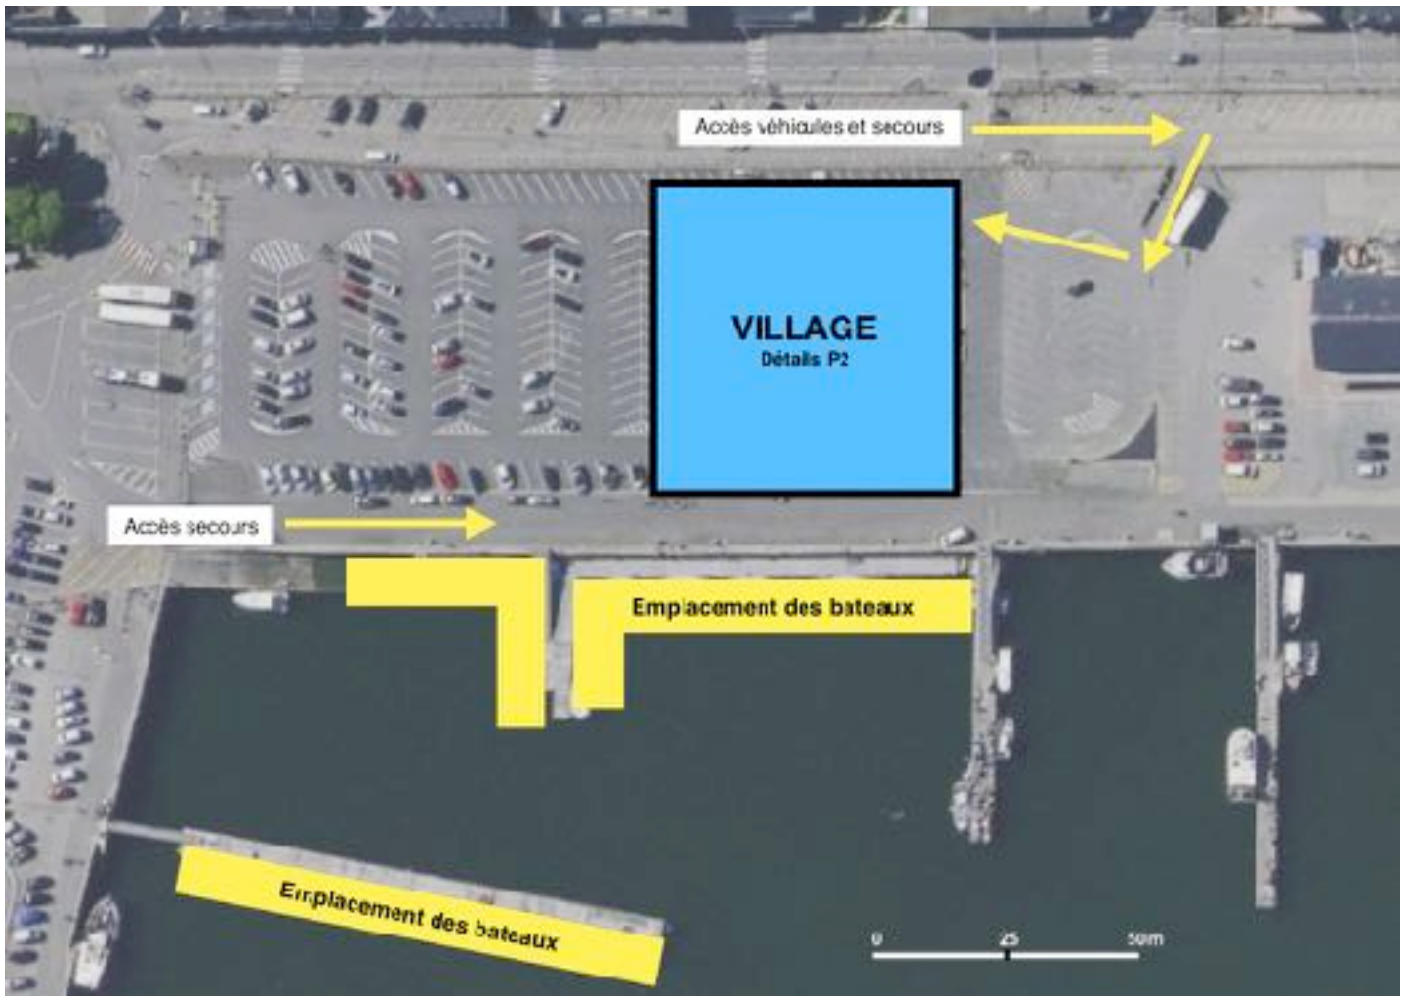 Accès véhicules et secours
VILLAGE
Détails P2
Accès secours
Emplacement des bateaux
Emplacement des bateaux
0 25 50m